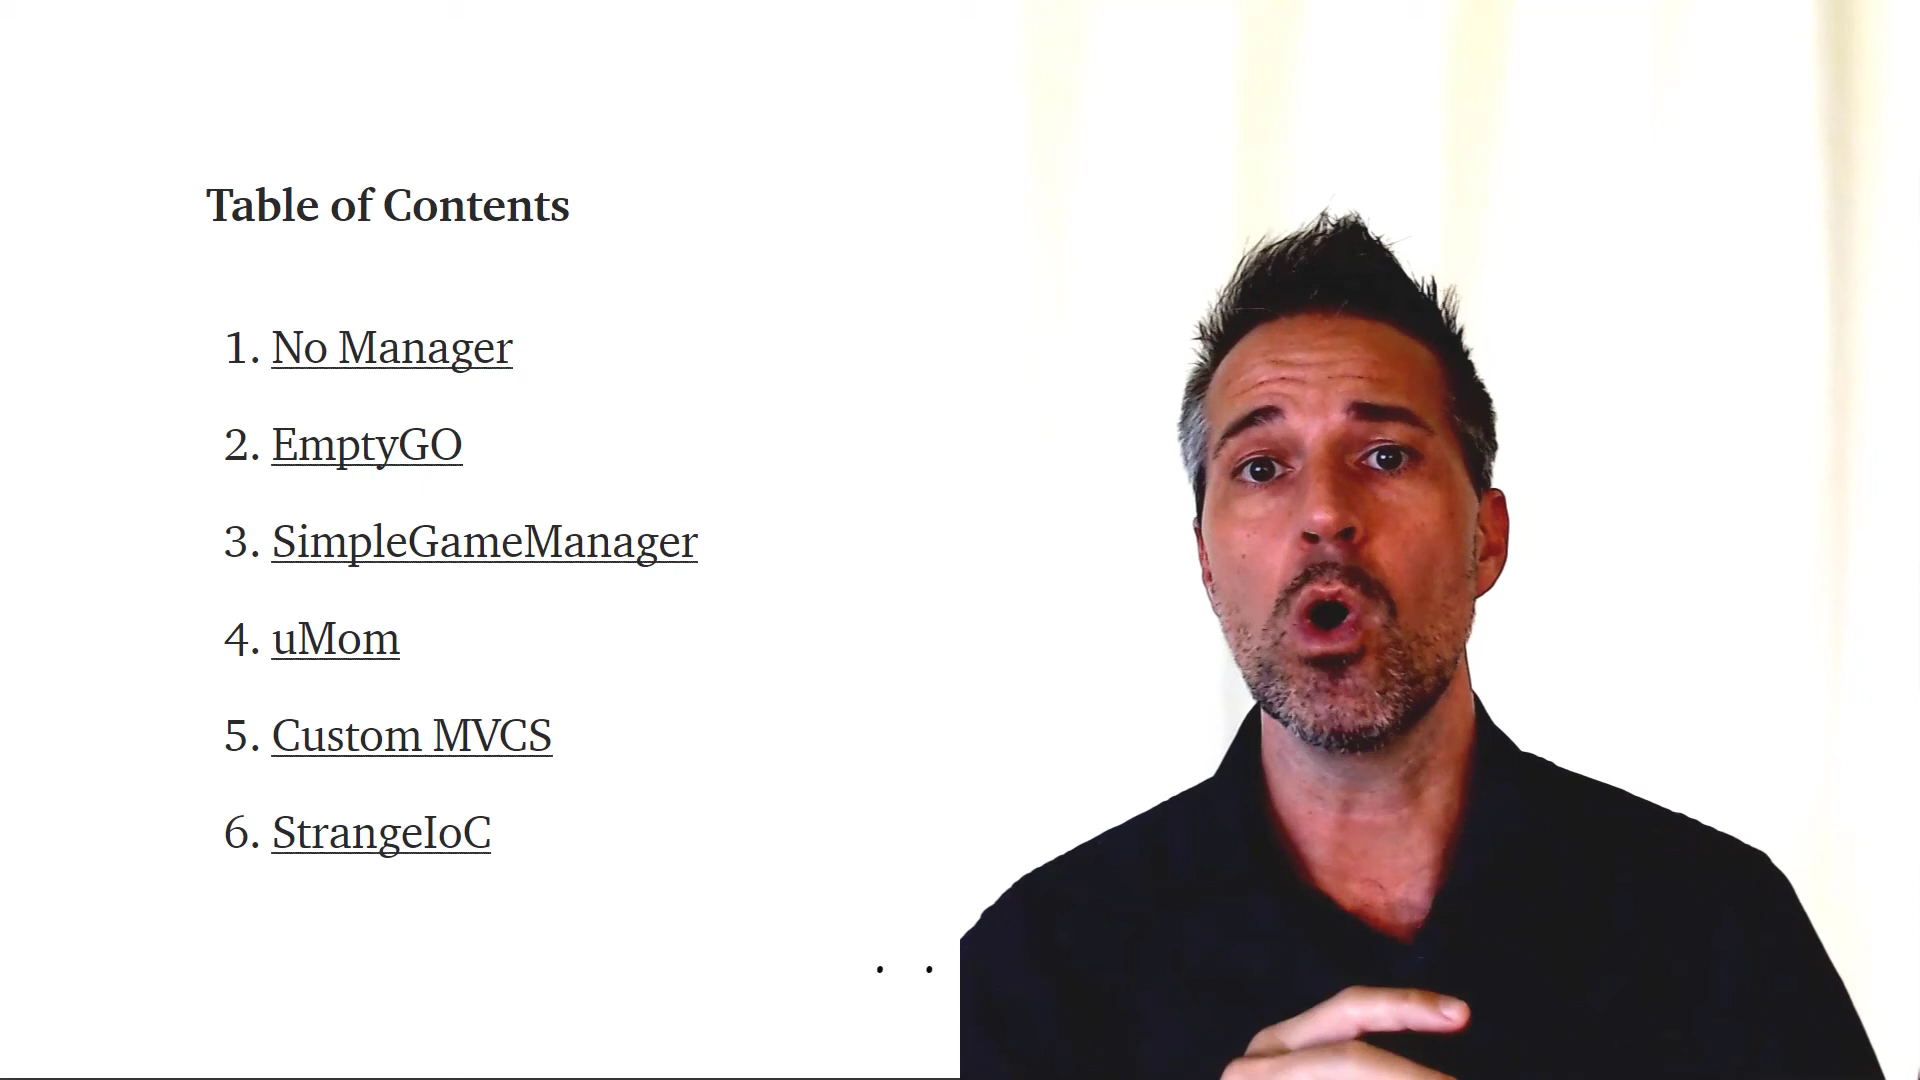 Table of Contents
1. No Manager
2. EmptyGO
3. SimpleGameManager
4. uMom
5. Custom MVCS
6. StrangeIoC
. .